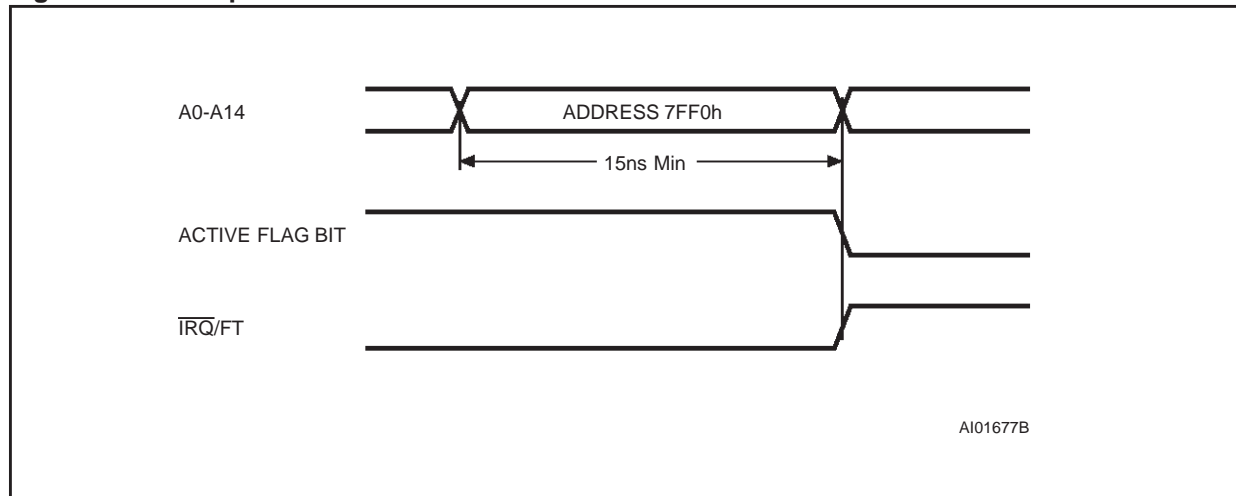 A0-A14
ADDRESS 7FF0h
15ns Min
ACTIVE FLAG BIT
IRQ/FT
AI01677B